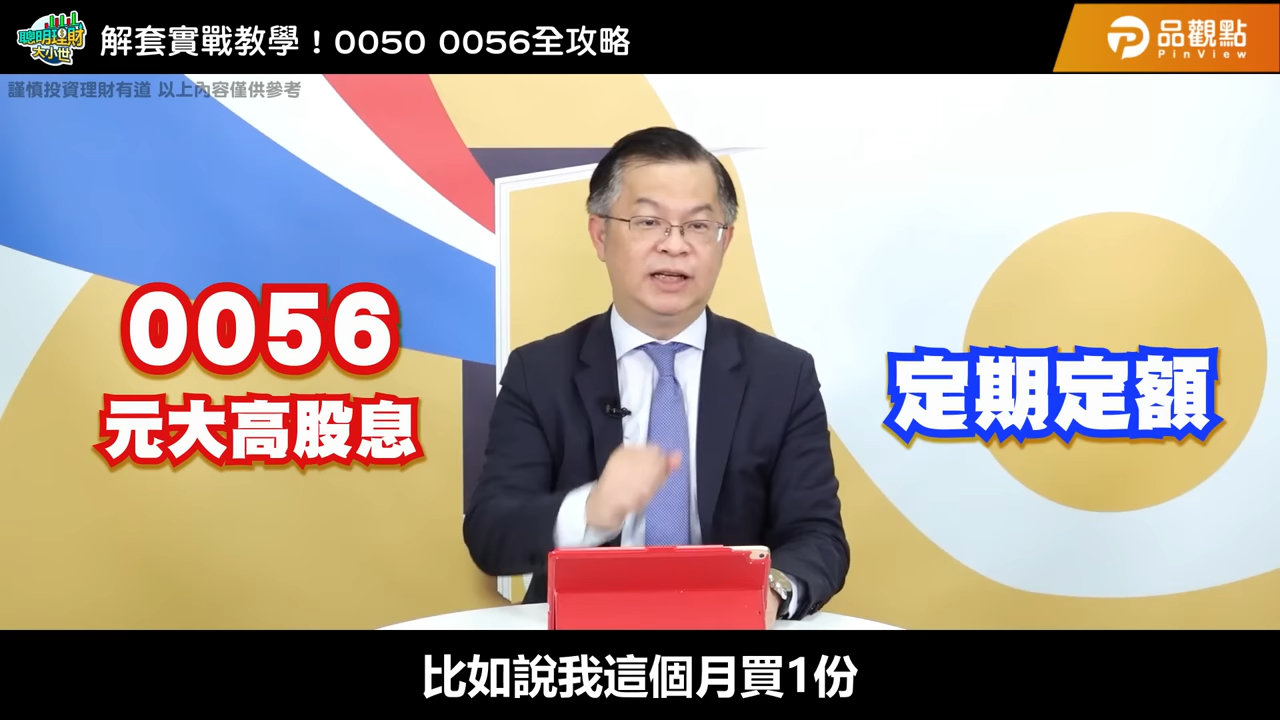 聰明理財
大小世
解套實戰教學！0050 0056全攻略
品觀點
PinView
謹慎投資理財有道 以上內容僅供參考
0056
元大高股息
定期定額
比如說我這個月買1份